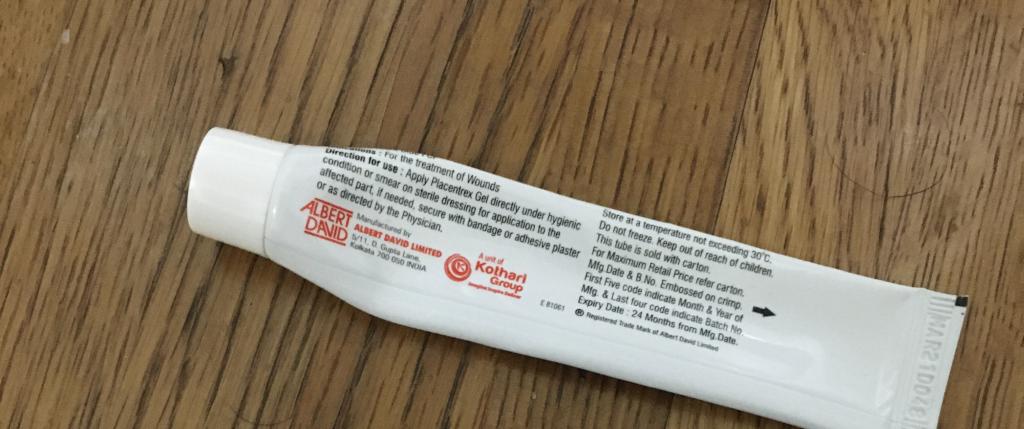 : For the treatment of Wounds
Direction for use : Apply Placentrex Gel directly under hygienic
condition or smear on sterile dressing for application to the
affected part, if needed, secure with bandage or adhesive plaster
or as directed by the Physician.
ALBERT
DAVID
Manufactured by
ALBERT DAVID LIMITED
5/11, D. Gupta Lane,
Kolkata 700 050 INDIA
A unit of
Kothari
Group
E 81061
Store at a temperature not exceeding 30°C.
Do not freeze. Keep out of reach of children.
This tube is sold with carton.
For Maximum Retail Price refer carton.
Mfg.Date & B.No. Embossed on crimp.
First Five code indicate Month & Year of
Mfg. & Last four code indicate Batch No.
Expiry Date : 24 Months from Mfg.Date.
® Registered Trade Mark of Albert David Limited